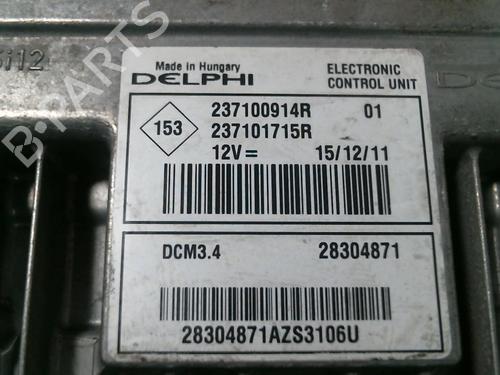 Made in Hungary
DELPHI
ELECTRONIC
CONTROL UNIT
153
237100914R 01
237101715R
12V= 15/12/11
DCM3.4 28304871
28304871AZS3106U
B-PARTS